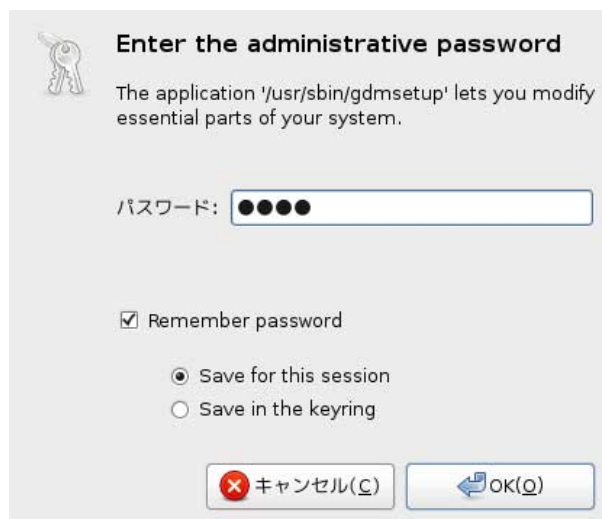 Enter the administrative password
The application '/usr/sbin/gdmsetup' lets you modify
essential parts of your system.
パスワード: ●●●●
Remember password
Save for this session
Save in the keyring
キャンセル(C) OK(O)